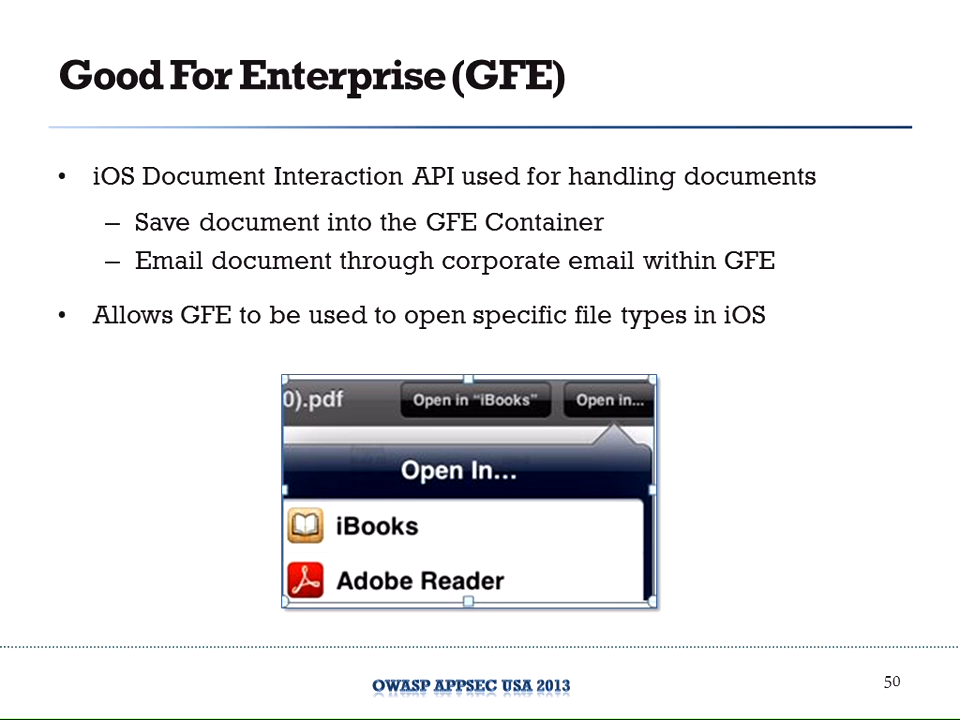 Good For Enterprise (GFE)
• iOS Document Interaction API used for handling documents
– Save document into the GFE Container
– Email document through corporate email within GFE
• Allows GFE to be used to open specific file types in iOS
0).pdf Open in “iBooks” Open in...
Open In...
iBooks
Adobe Reader
OWASP APPSEC USA 2013
50